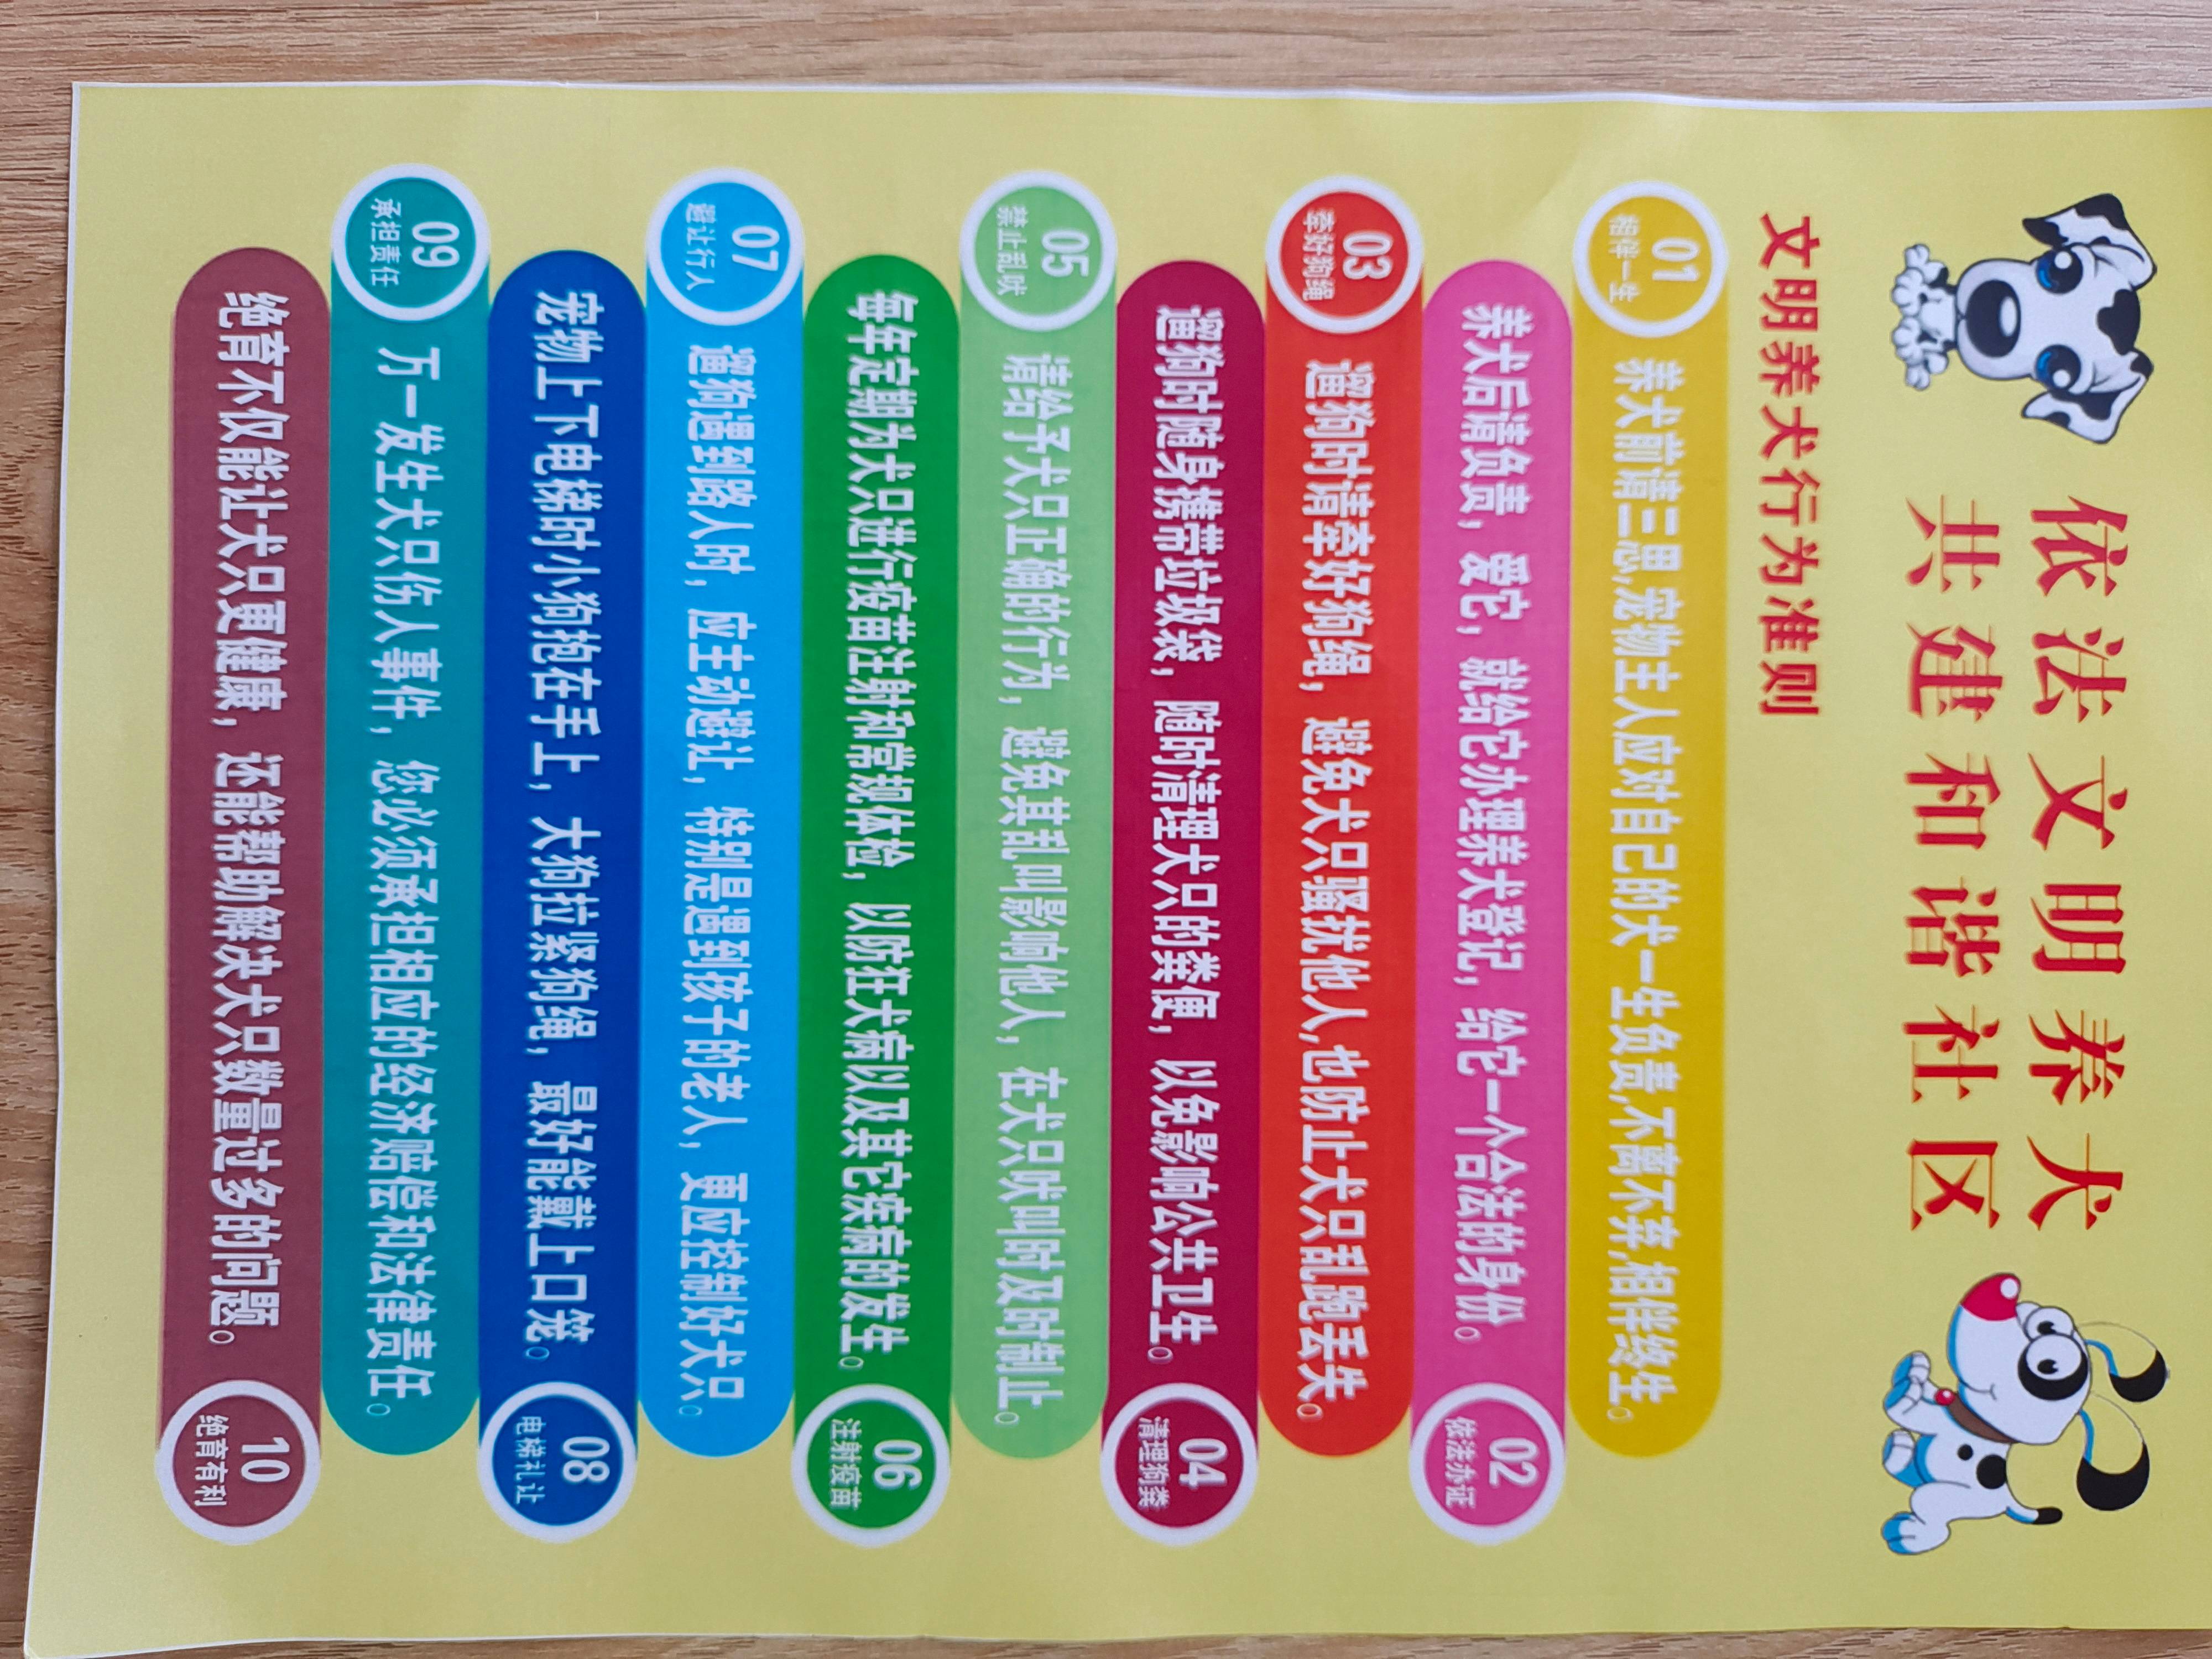 依法文明养犬
共建和谐社区
文明养犬行为准则
01
相伴一生
养犬前请三思,宠物主人应对自己的犬一生负责,不离不弃,相伴终生。
养犬后请负责，爱它，就给它办理养犬登记，给它一个合法的身份。
02
依法办证
03
牵好狗绳
遛狗时请牵好狗绳，避免犬只骚扰他人,也防止犬只乱跑丢失。
遛狗时随身携带垃圾袋，随时清理犬只的粪便，以免影响公共卫生。
04
清理狗粪
05
禁止乱吠
请给予犬只正确的行为，避免其乱叫影响他人，在犬只吠叫时及时制止。
每年定期为犬只进行疫苗注射和常规体检，以防狂犬病以及其它疾病的发生。
06
注射疫苗
07
避让行人
遛狗遇到路人时，应主动避让，特别是遇到孩子的老人，更应控制好犬只。
宠物上下电梯时小狗抱在手上，大狗拉紧狗绳，最好能戴上口笼。
08
电梯礼让
09
承担责任
万一发生犬只伤人事件，您必须承担相应的经济赔偿和法律责任。
绝育不仅能让犬只更健康，还能帮助解决犬只数量过多的问题。
10
绝育有利